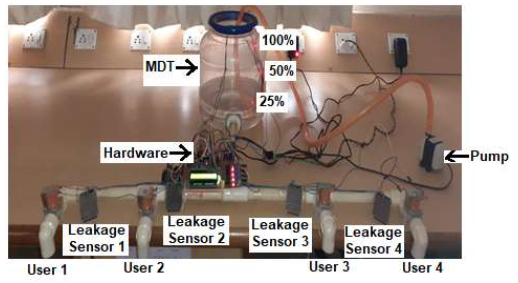 100%
MDT
50%
25%
Hardware
Pump
Leakage
Sensor 1
Leakage
Sensor 2
Leakage
Sensor 3
Leakage
Sensor 4
User 1
User 2
User 3
User 4